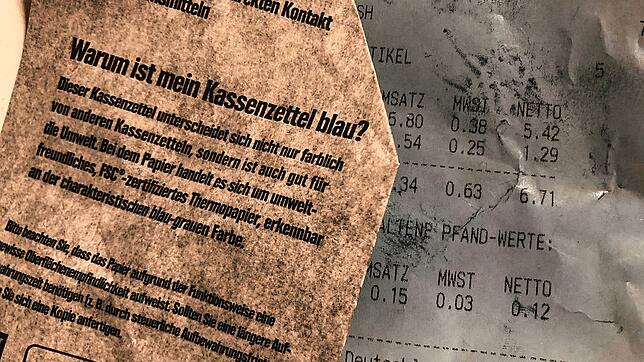 direkten Kontakt
Warum ist mein Kassenzettel blau?
Dieser Kassenzettel unterscheidet sich nicht nur farblich
von anderen Kassenzetteln, sondern ist auch gut für
die Umwelt. Bei dem Papier handelt es sich um umwelt-
freundliches, FSC®-zertifiziertes Thermopapier, erkennbar
an der charakteristischen blau-grauen Farbe.
Bitte beachten Sie, dass das Papier aufgrund der Funktionsweise eine
gewisse Oberflächenempfindlichkeit aufweist. Sollten Sie eine längere Auf-
benötigen (z. B. durch steuerliche
Sie sich eine Kopie anfertigen.
SH
TIKEL 5
MSATZ MWST NETTO
5.80 0.38 5.42
.54 0.25 1.29
.34 0.63 6.71
ALTENE PFAND-WERTE:
MSATZ MWST NETTO
0.15 0.03 0.12